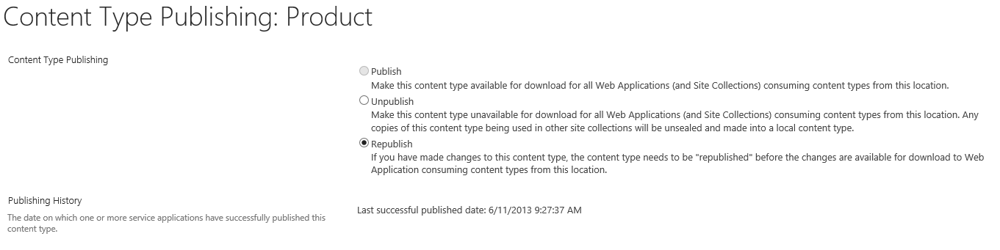 Content Type Publishing: Product
Content Type Publishing
Publish
Make this content type available for download for all Web Applications (and Site Collections) consuming content types from this location.
Unpublish
Make this content type unavailable for download for all Web Applications (and Site Collections) consuming content types from this location. Any
copies of this content type being used in other site collections will be unsealed and made into a local content type.
Republish
If you have made changes to this content type, the content type needs to be "republished" before the changes are available for download to Web
Application consuming content types from this location.
Publishing History
The date on which one or more service applications have successfully published this
content type.
Last successful published date: 6/11/2013 9:27:37 AM